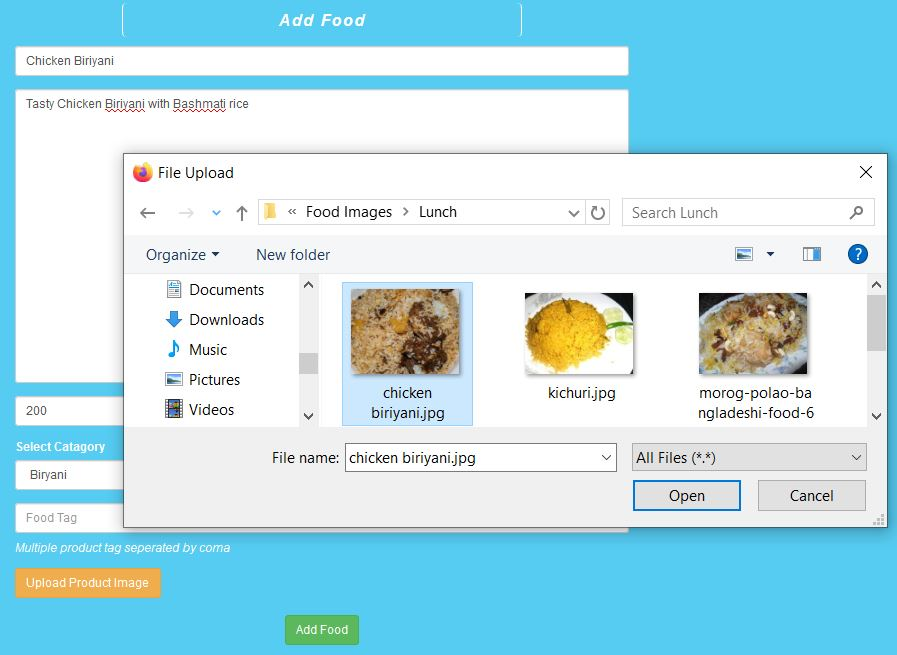 Add Food
Chicken Biriyani
Tasty Chicken Biriyani with Bashmati rice
File Upload
« Food Images > Lunch
Search Lunch
Organize
New folder
?
Documents
Downloads
Music
Pictures
Videos
chicken
biriyani.jpg
kichuri.jpg
morog-polao-ba
ngladeshi-food-6
File name:
chicken biriyani.jpg
All Files (*.*)
Open
Cancel
200
Select Catagory
Biryani
Food Tag
Multiple product tag seperated by coma
Upload Product Image
Add Food